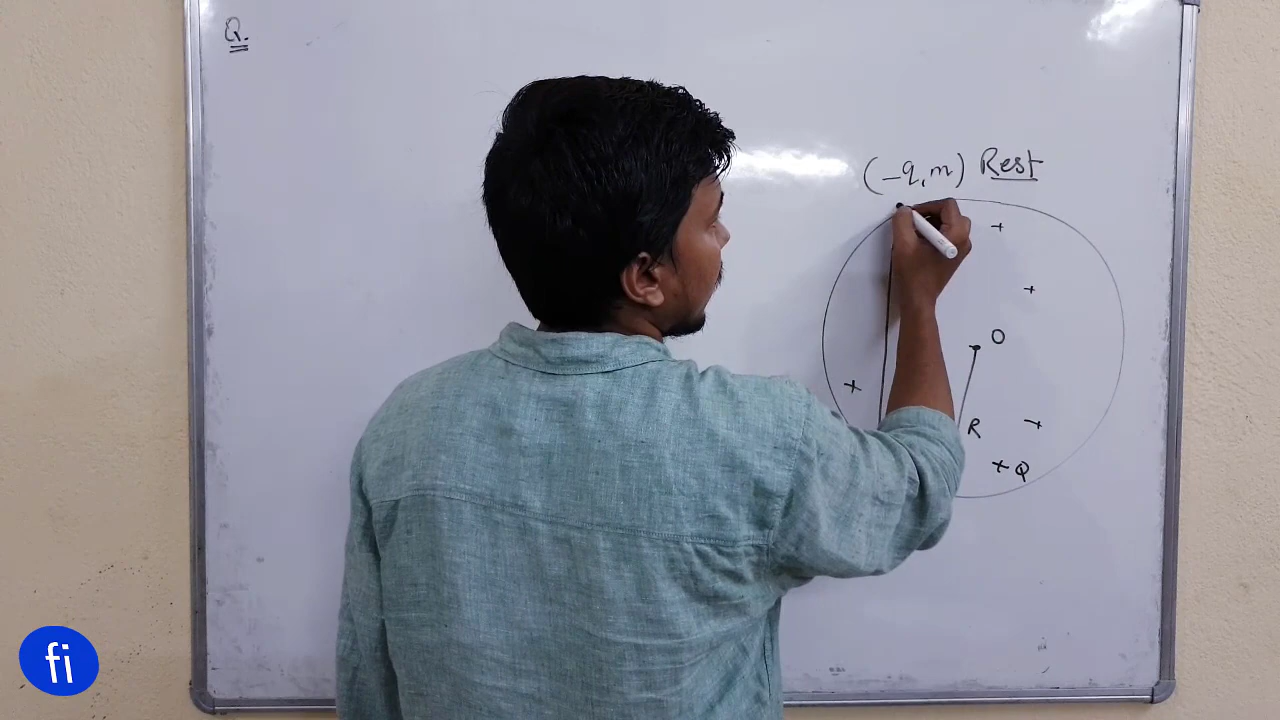 Q.
(-q, m) Rest
+
+
O
+
R
+
+ Q
fi